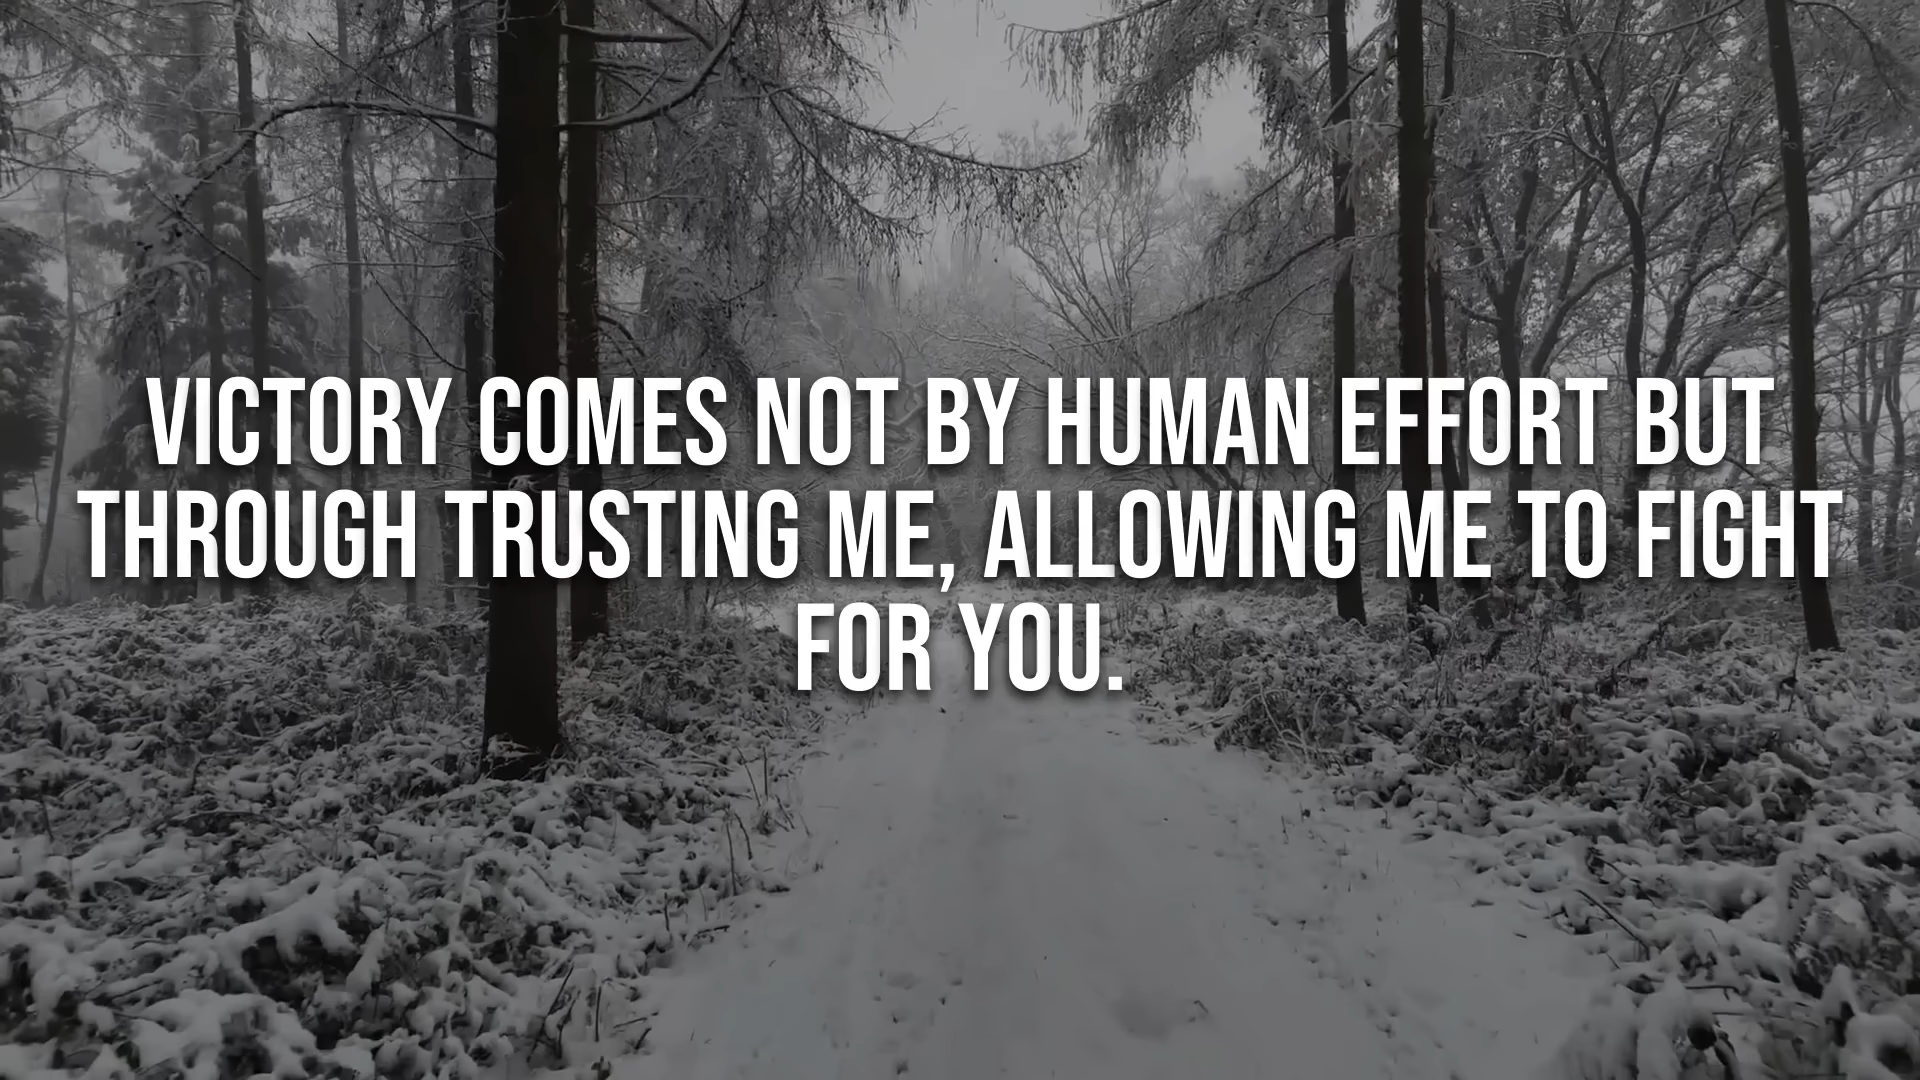 VICTORY COMES NOT BY HUMAN EFFORT BUT
THROUGH TRUSTING ME, ALLOWING ME TO FIGHT
FOR YOU.